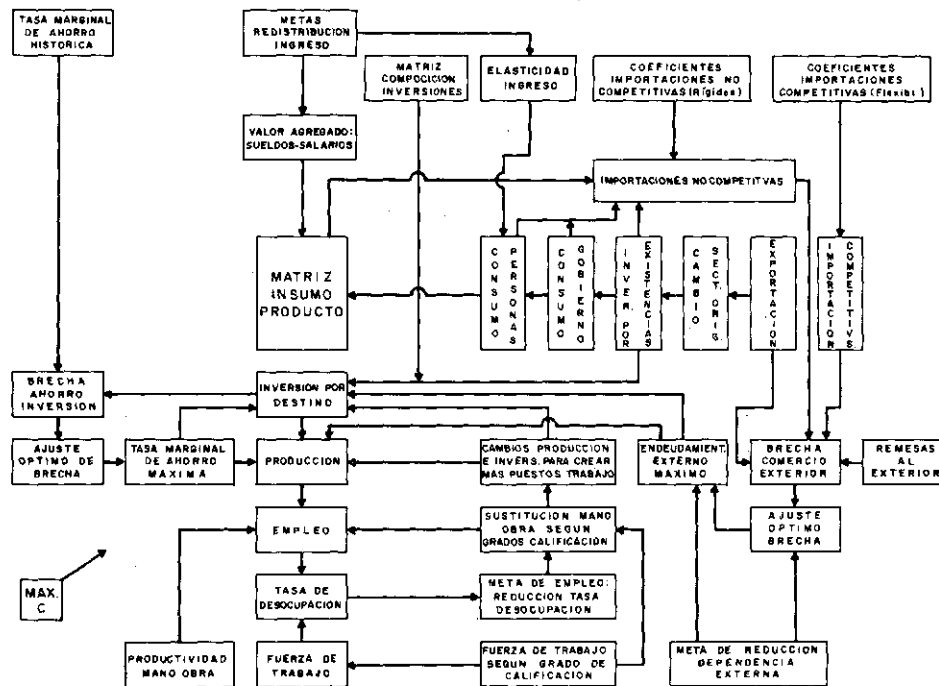 TASA MARGINAL
DE AHORRO
HISTORICA
METAS
REDISTRIBUCION
INGRESO
MATRIZ
COMPOCICION
INVERSIONES
ELASTICIDAD
INGRESO
COEFICIENTES
IMPORTACIONES NO
COMPETITIVAS (Rígidos)
COEFICIENTES
IMPORTACIONES
COMPETITIVAS (Flexibl.)
VALOR AGREGADO:
SUELDOS-SALARIOS
IMPORTACIONES NO COMPETITVAS
MATRIZ
INSUMO
PRODUCTO
CONSUMO
PERSONAS
CONSUMO
GOBIERNO
INVER. POR
EXISTENCIAS
CAMBIO
SECT. ORIG.
EXPORTACION
IMPORTACION
COMPETITIVS
BRECHA
AHORRO
INVERSION
INVERSION POR
DESTINO
AJUSTE
OPTIMO DE
BRECHA
TASA MARGINAL
DE AHORRO
MAXIMA
PRODUCCION
CAMBIOS PRODUCCION
E INVERS. PARA CREAR
MAS PUESTOS TRABAJO
ENDEUDAMIENT.
EXTERNO
MAXIMO
BRECHA
COMERCIO
EXTERIOR
REMESAS
AL
EXTERIOR
EMPLEO
SUSTITUCION MANO
OBRA SEGUN
GRADOS CALIFICACION
AJUSTE
OPTIMO
BRECHA
MAX.
C
TASA DE
DESOCUPACION
META DE EMPLEO:
REDUCCION TASA
DESOCUPACION
PRODUCTIVIDAD
MANO OBRA
FUERZA DE
TRABAJO
FUERZA DE TRABAJO
SEGUN GRADO DE
CALIFICACION
META DE REDUCCION
DEPENDENCIA
EXTERNA